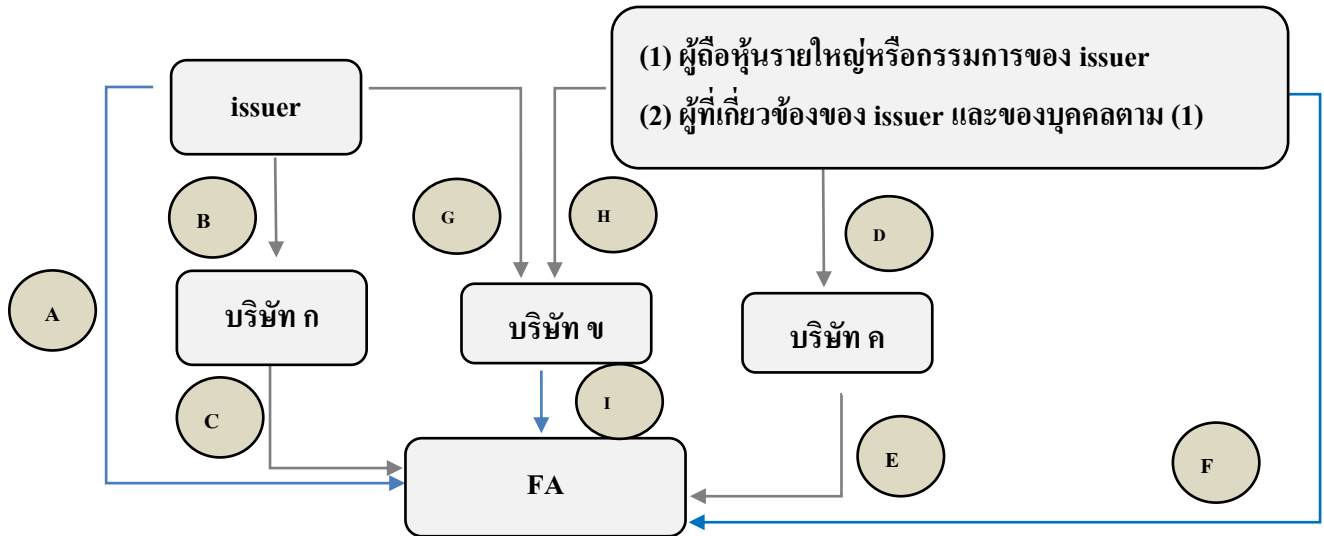 (1) ผู้ถือหุ้นรายใหญ่หรือกรรมการของ issuer
(2) ผู้ที่เกี่ยวข้องของ issuer และของบุคคลตาม (1)
issuer
B
G
H
D
A
บริษัท ก
บริษัท ข
บริษัท ค
C
I
E
F
FA